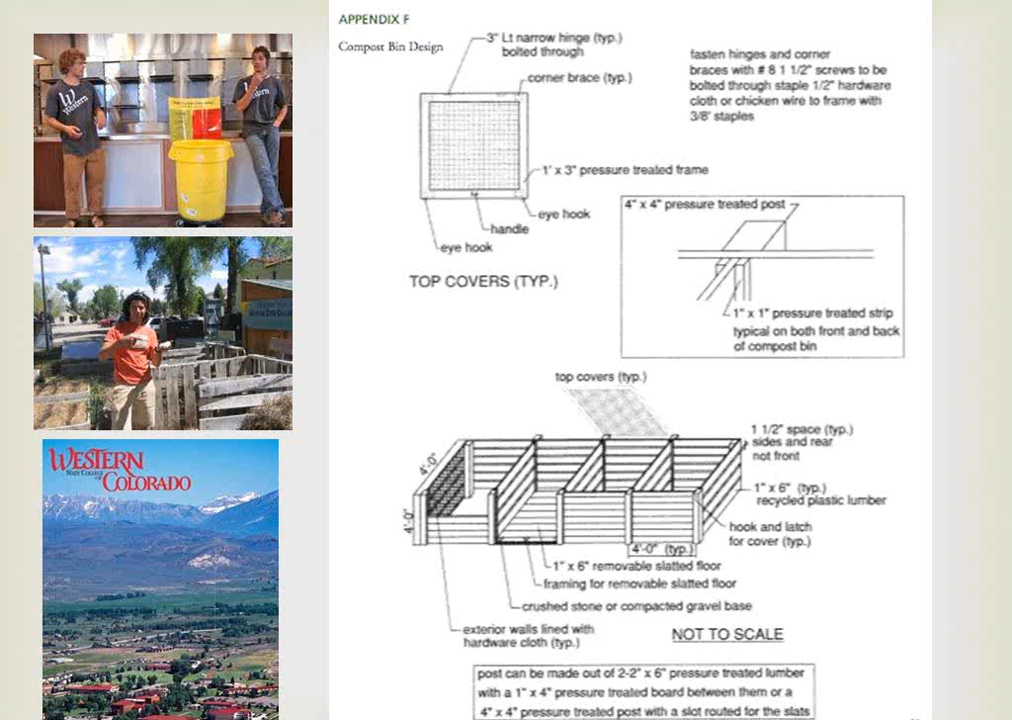 APPENDIX F
Compost Bin Design
3" Lt narrow hinge (typ.)
bolted through
corner brace (typ.)
fasten hinges and corner
braces with # 8 1 1/2" screws to be
bolted through staple 1/2" hardware
cloth or chicken wire to frame with
3/8' staples
1' x 3" pressure treated frame
eye hook
handle
eye hook
TOP COVERS (TYP.)
4" x 4" pressure treated post
1" x 1" pressure treated strip
typical on both front and back
of compost bin
top covers (typ.)
1 1/2" space (typ.)
sides and rear
not front
4'-0"
4'-0"
1" x 6" (typ.)
recycled plastic lumber
hook and latch
for cover (typ.)
4'-0" (typ.)
1" x 6" removable slatted floor
framing for removable slatted floor
crushed stone or compacted gravel base
exterior walls lined with
hardware cloth (typ.)
NOT TO SCALE
post can be made out of 2-2" x 6" pressure treated lumber
with a 1" x 4" pressure treated board between them or a
4" x 4" pressure treated post with a slot routed for the slats
Western
Western
WESTERN
STATE COLLEGE
OF COLORADO